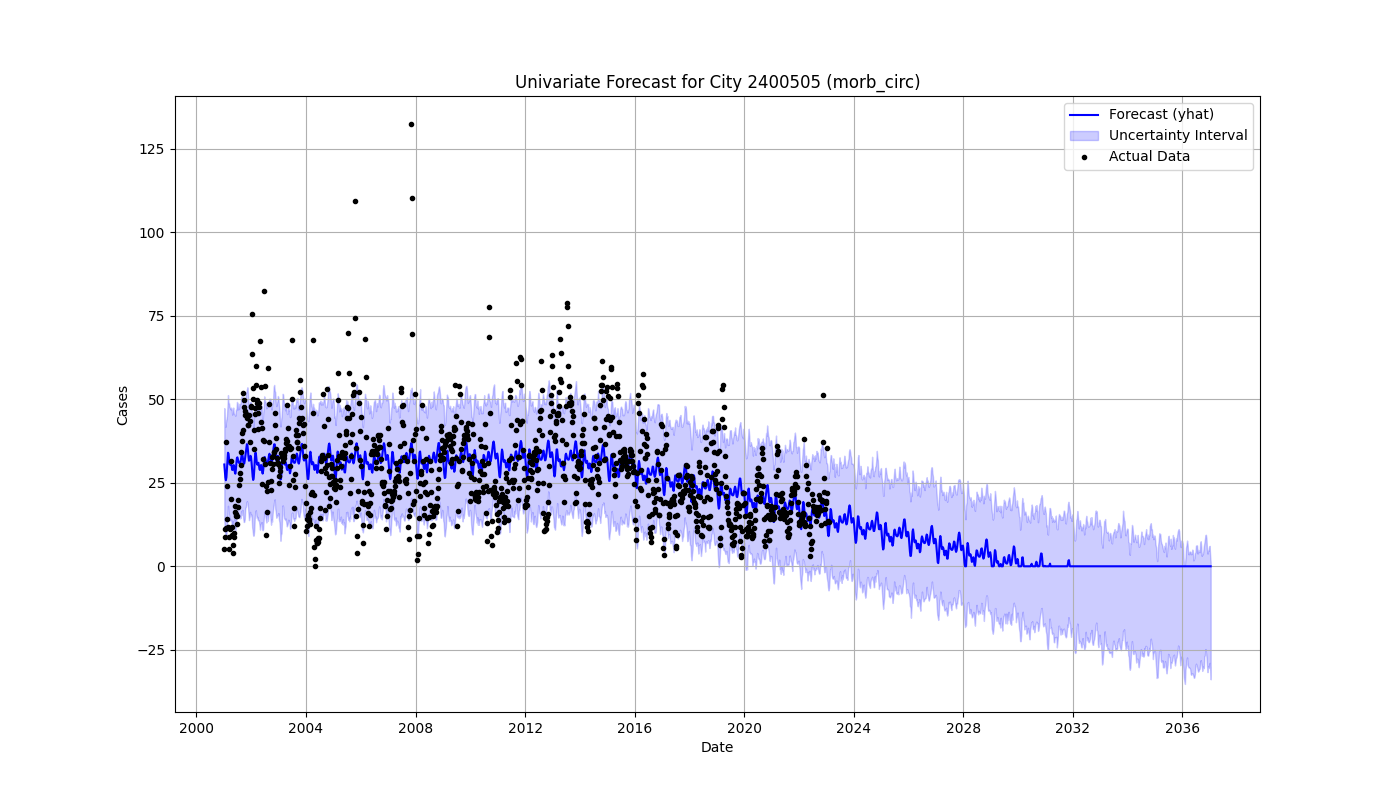 Univariate Forecast for City 2400505 (morb_circ)
Forecast (yhat)
Uncertainty Interval
Actual Data
Cases
125
100
75
50
25
0
−25
2000 2004 2008 2012 2016 2020 2024 2028 2032 2036
Date